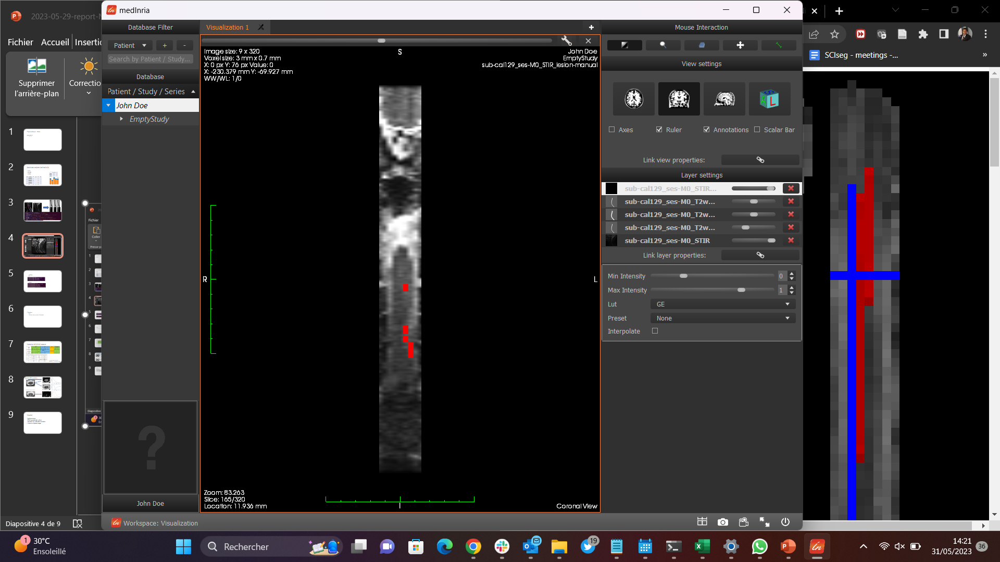 2023-05-29-report-N
Fichier
Accueil
Insertio
Supprimer
l'arrière-plan
Correctio
1
2
3
4
5
6
7
8
9
Fichier
Coller
Diapositive 4 de 9
medInria
Database Filter
Patient
+
-
Search by Patient / Study...
Database
Patient / Study / Series
John Doe
EmptyStudy
?
John Doe
Visualization 1
Image size: 9 x 320
Voxel size: 3 mm x 0.7 mm
X: 0 px Y: 76 px Value: 0
X: -230.379 mm Y: -69.927 mm
WW/WL: 1/0
S
John Doe
EmptyStudy
sub-cal129_ses-M0_STIR_lesion-manual
R
L
Zoom: 83.263
Slice: 165/320
Location: 11.936 mm
I
Coronal View
Workspace: Visualization
Mouse Interaction
View settings
Axes
Ruler
Annotations
Scalar Bar
Link view properties:
Layer settings
sub-cal129_ses-M0_STIR...
sub-cal129_ses-M0_T2w...
sub-cal129_ses-M0_T2w...
sub-cal129_ses-M0_T2w...
sub-cal129_ses-M0_STIR
Link layer properties:
Min Intensity
0
Max Intensity
1
Lut
GE
Preset
None
Interpolate
SCIseg - meetings -...
»
1
30°C
Ensoleillé
Rechercher
19
14:21
31/05/2023
36